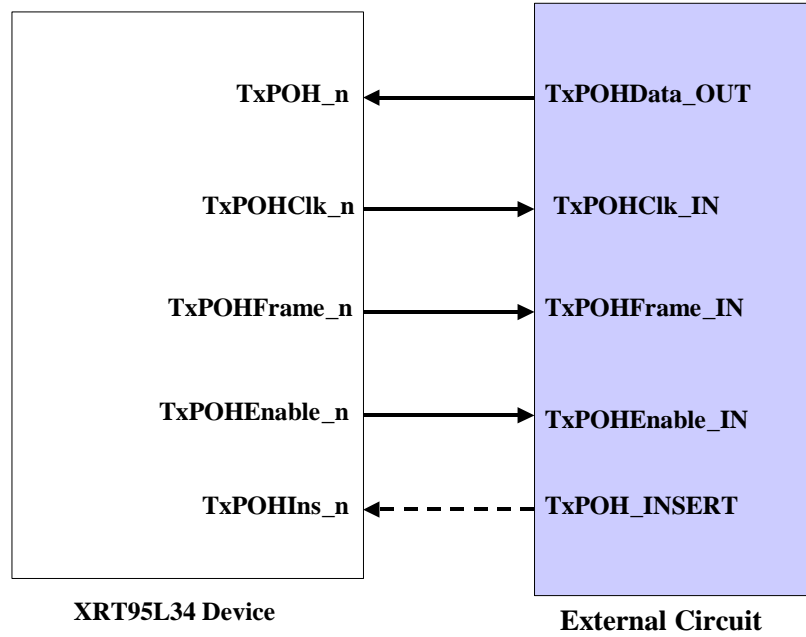 TxPOH_n
TxPOHData_OUT
TxPOHClk_n
TxPOHClk_IN
TxPOHFrame_n
TxPOHFrame_IN
TxPOHEnable_n
TxPOHEnable_IN
TxPOHIns_n
TxPOH_INSERT
XRT95L34 Device
External Circuit